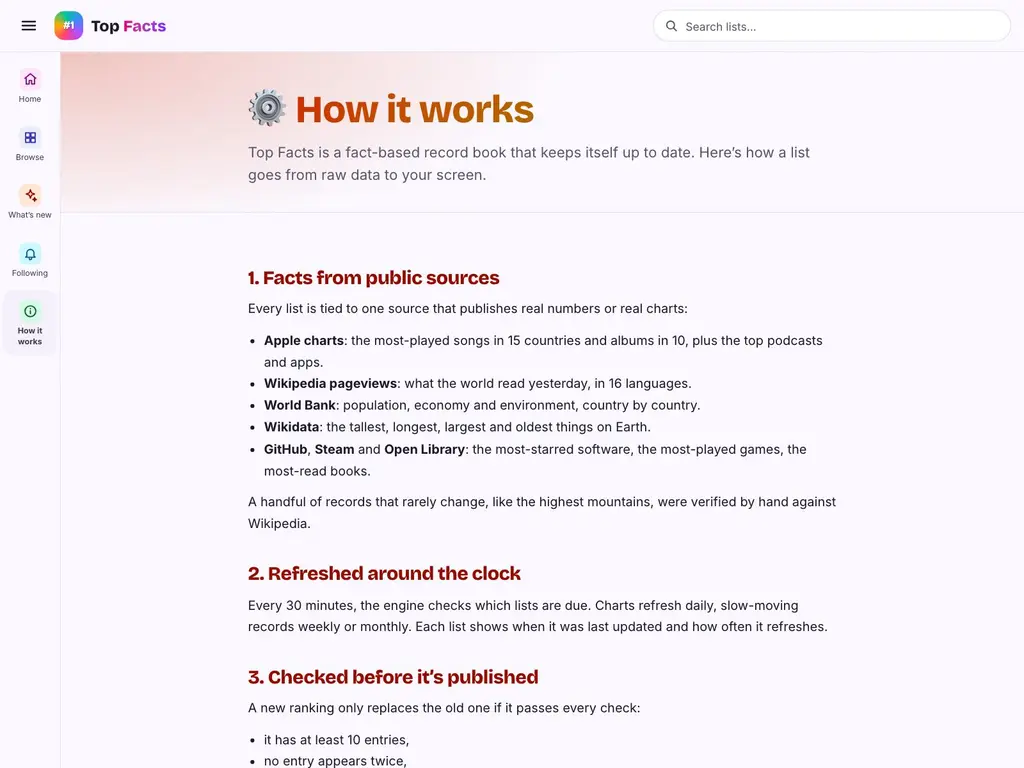 #1 Top Facts
Search lists...
Home
Browse
What's new
Following
How it
works
How it works
Top Facts is a fact-based record book that keeps itself up to date. Here's how a list
goes from raw data to your screen.
1. Facts from public sources
Every list is tied to one source that publishes real numbers or real charts:
• Apple charts: the most-played songs in 15 countries and albums in 10, plus the top podcasts
and apps.
• Wikipedia pageviews: what the world read yesterday, in 16 languages.
• World Bank: population, economy and environment, country by country.
• Wikidata: the tallest, longest, largest and oldest things on Earth.
• GitHub, Steam and Open Library: the most-starred software, the most-played games, the
most-read books.
A handful of records that rarely change, like the highest mountains, were verified by hand against
Wikipedia.
2. Refreshed around the clock
Every 30 minutes, the engine checks which lists are due. Charts refresh daily, slow-moving
records weekly or monthly. Each list shows when it was last updated and how often it refreshes.
3. Checked before it's published
A new ranking only replaces the old one if it passes every check:
• it has at least 10 entries,
• no entry appears twice,